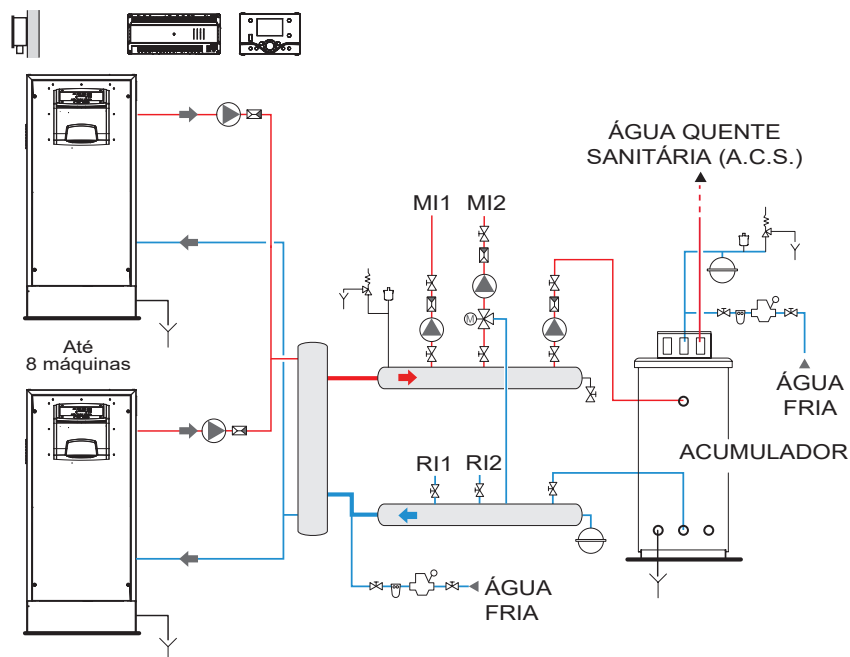 ÁGUA QUENTE
SANITÁRIA (A.C.S.)
MI1
MI2
M
Até
8 máquinas
ÁGUA
FRIA
ACUMULADOR
RI1
RI2
ÁGUA
FRIA